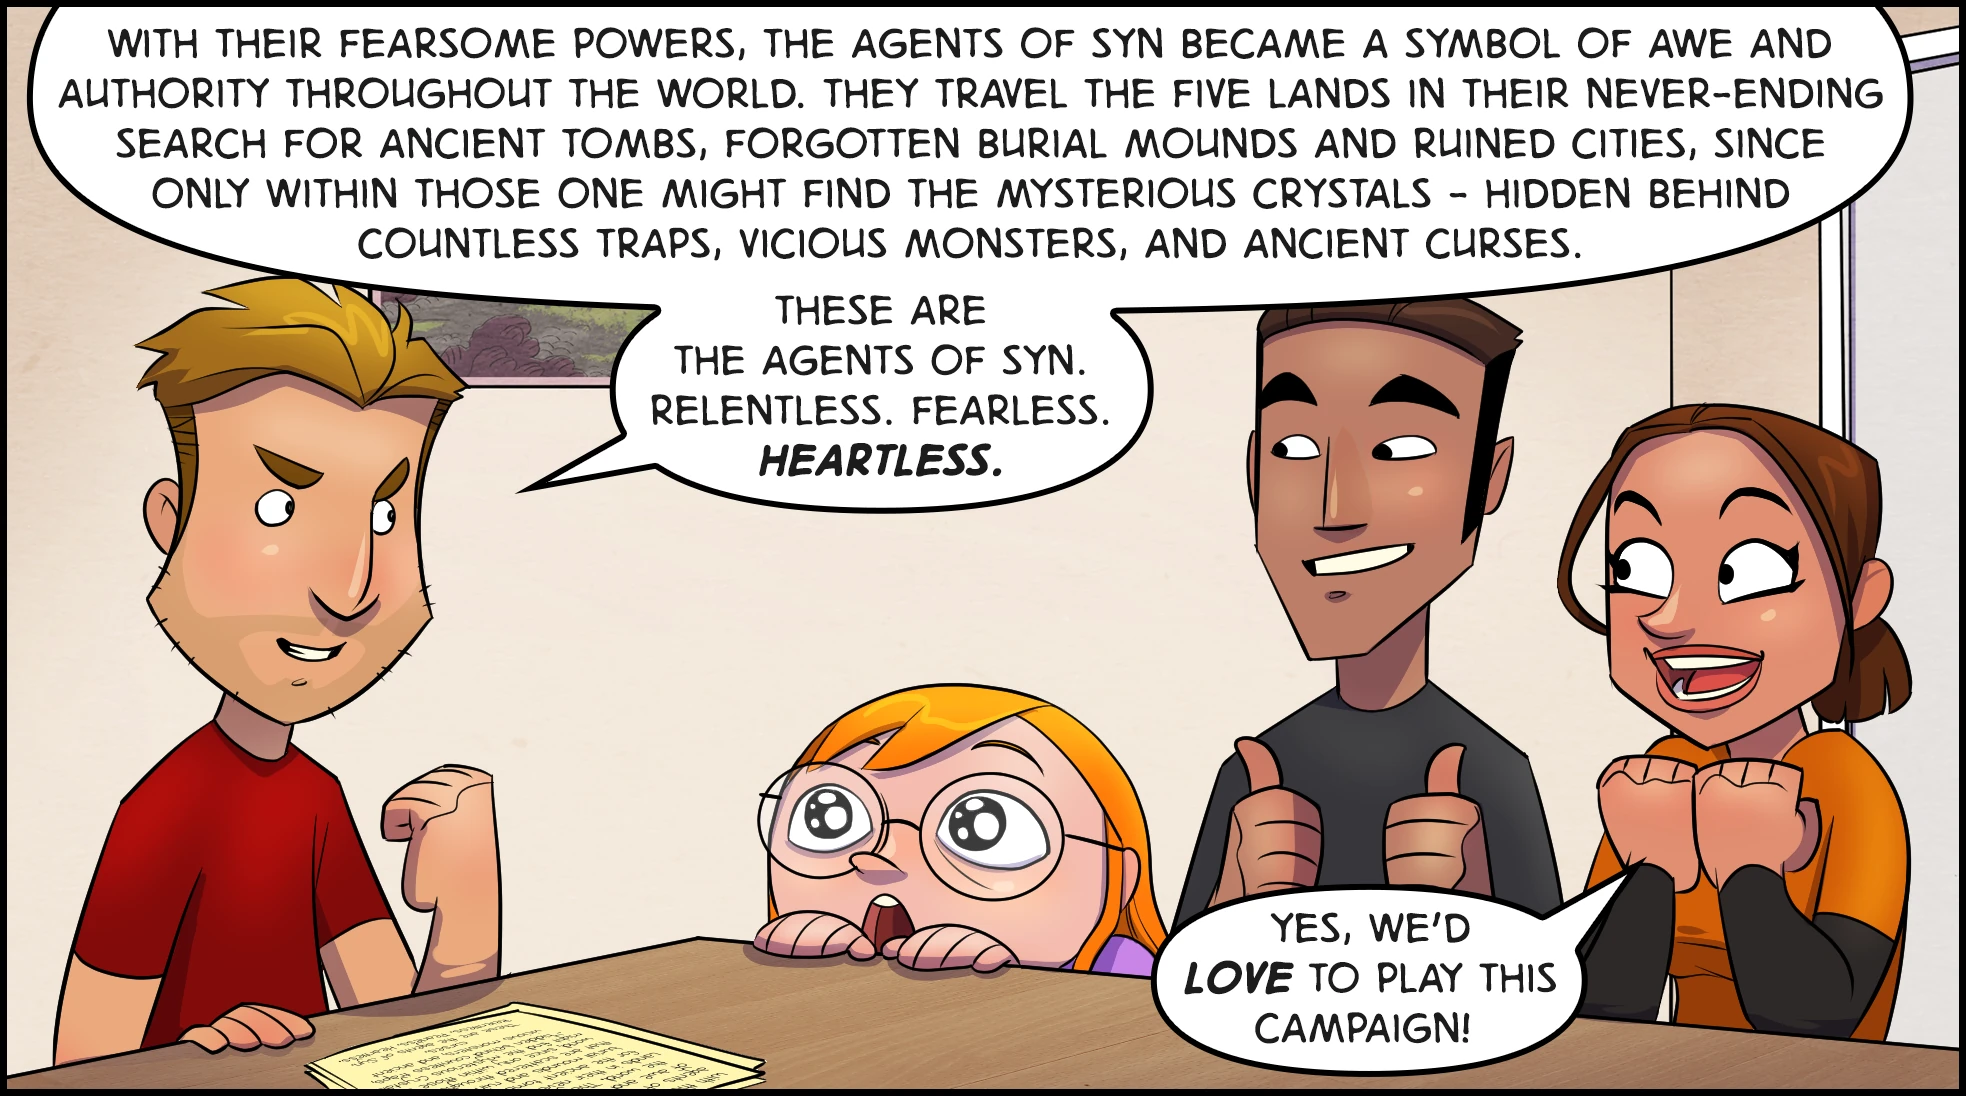 WITH THEIR FEARSOME POWERS, THE AGENTS OF SYN BECAME A SYMBOL OF AWE AND
AUTHORITY THROUGHOUT THE WORLD. THEY TRAVEL THE FIVE LANDS IN THEIR NEVER-ENDING
SEARCH FOR ANCIENT TOMBS, FORGOTTEN BURIAL MOUNDS AND RUINED CITIES, SINCE
ONLY WITHIN THOSE ONE MIGHT FIND THE MYSTERIOUS CRYSTALS - HIDDEN BEHIND
COUNTLESS TRAPS, VICIOUS MONSTERS, AND ANCIENT CURSES.
THESE ARE
THE AGENTS OF SYN.
RELENTLESS. FEARLESS.
HEARTLESS.
YES, WE'D
LOVE TO PLAY THIS
CAMPAIGN!